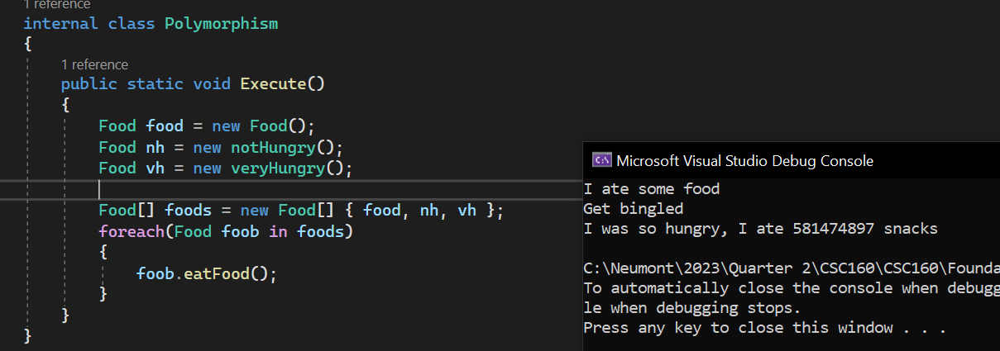 1 reference
internal class Polymorphism
{
1 reference
public static void Execute()
{
Food food = new Food();
Food nh = new notHungry();
Food vh = new veryHungry();
Food[] foods = new Food[] { food, nh, vh };
foreach(Food foob in foods)
{
foob.eatFood();
}
}
}
Microsoft Visual Studio Debug Console
I ate some food
Get bingled
I was so hungry, I ate 581474897 snacks
C:\Neumont\2023\Quarter 2\CSC160\CSC160\Founda
To automatically close the console when debugg
le when debugging stops.
Press any key to close this window . . .